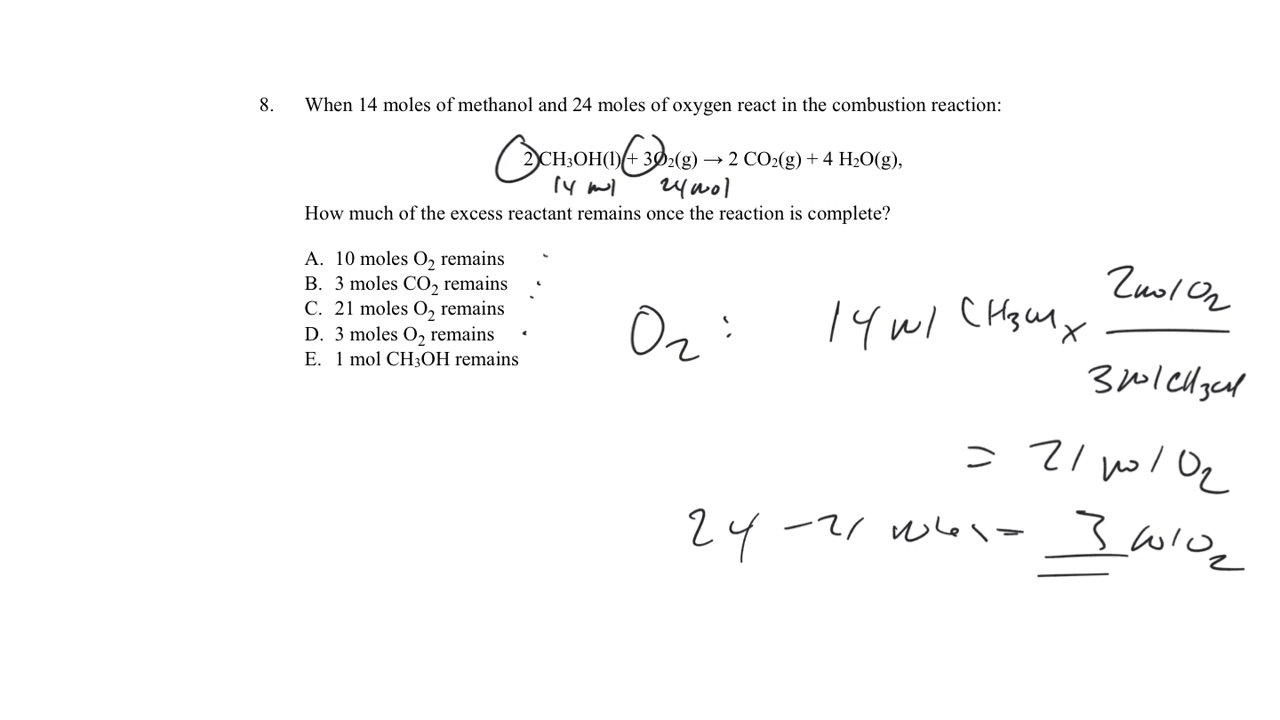 8. When 14 moles of methanol and 24 moles of oxygen react in the combustion reaction:
2CH₃OH(l) + 3O₂(g) → 2 CO₂(g) + 4 H₂O(g),
14 mol 24 mol
How much of the excess reactant remains once the reaction is complete?
A. 10 moles O₂ remains
B. 3 moles CO₂ remains
C. 21 moles O₂ remains
D. 3 moles O₂ remains
E. 1 mol CH₃OH remains
O₂ : 14 mol CH₃OH x 2 mol O₂
3 mol CH₃OH
= 21 mol O₂
24 - 21 moles = 3 mol O₂